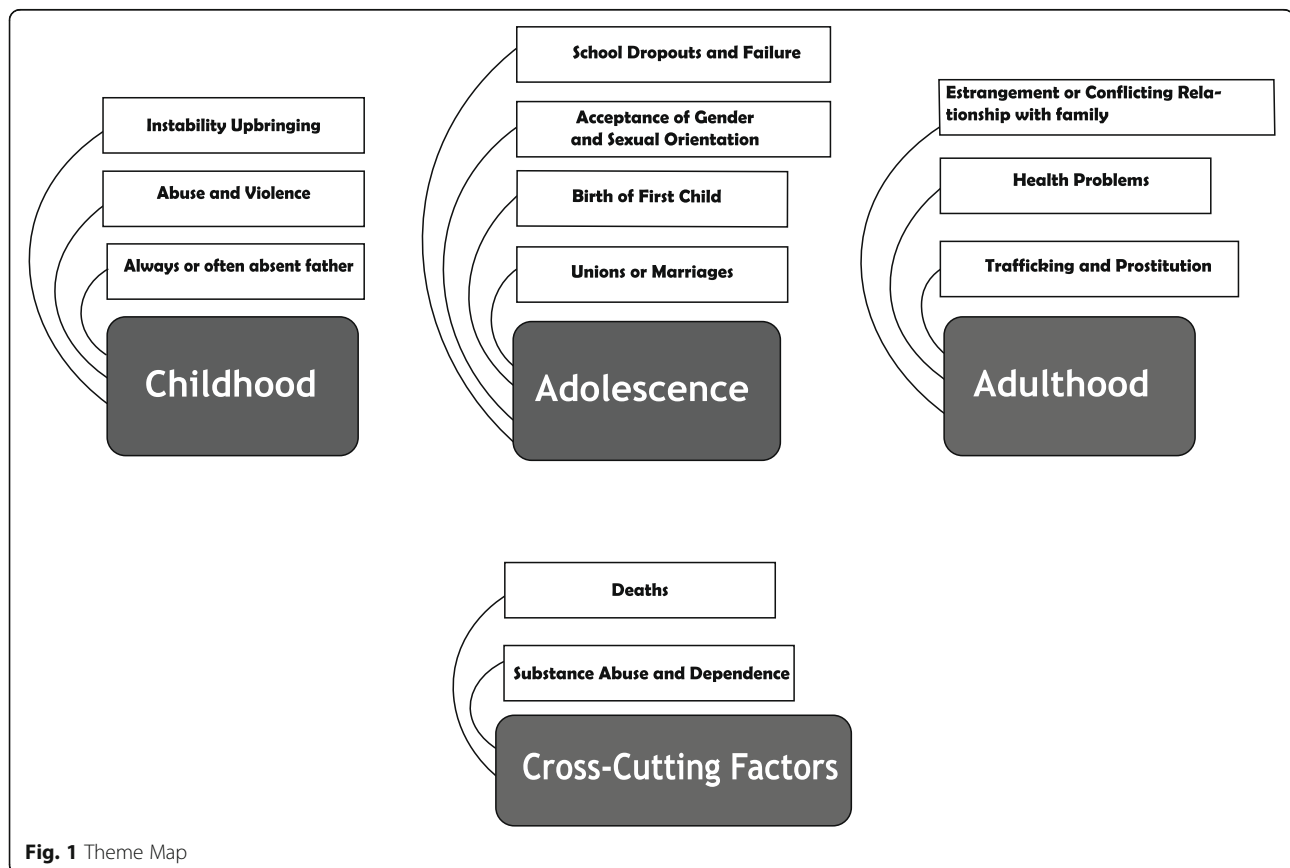 Instability Upbringing
Abuse and Violence
Always or often absent father
Childhood
School Dropouts and Failure
Acceptance of Gender
and Sexual Orientation
Birth of First Child
Unions or Marriages
Adolescence
Estrangement or Conflicting Rela-
tionship with family
Health Problems
Trafficking and Prostitution
Adulthood
Deaths
Substance Abuse and Dependence
Cross-Cutting Factors
Fig. 1 Theme Map